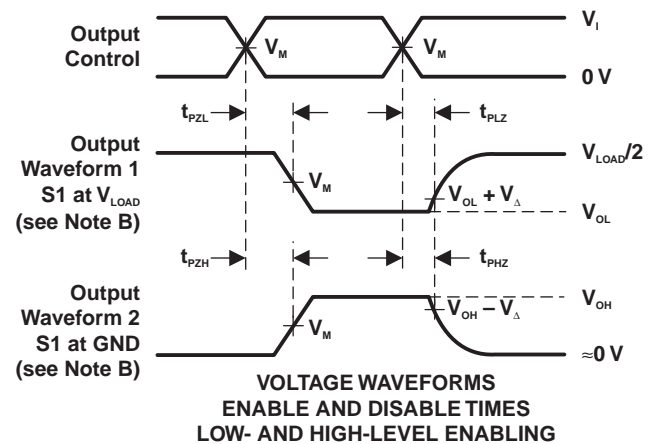 Output
Control
V_M
V_M
V_I
0 V
t_PZL
t_PLZ
Output
Waveform 1
S1 at V_LOAD
(see Note B)
V_M
V_OL + V_Δ
V_LOAD/2
V_OL
t_PZH
t_PHZ
Output
Waveform 2
S1 at GND
(see Note B)
V_M
V_OH − V_Δ
V_OH
≈0 V
VOLTAGE WAVEFORMS
ENABLE AND DISABLE TIMES
LOW- AND HIGH-LEVEL ENABLING